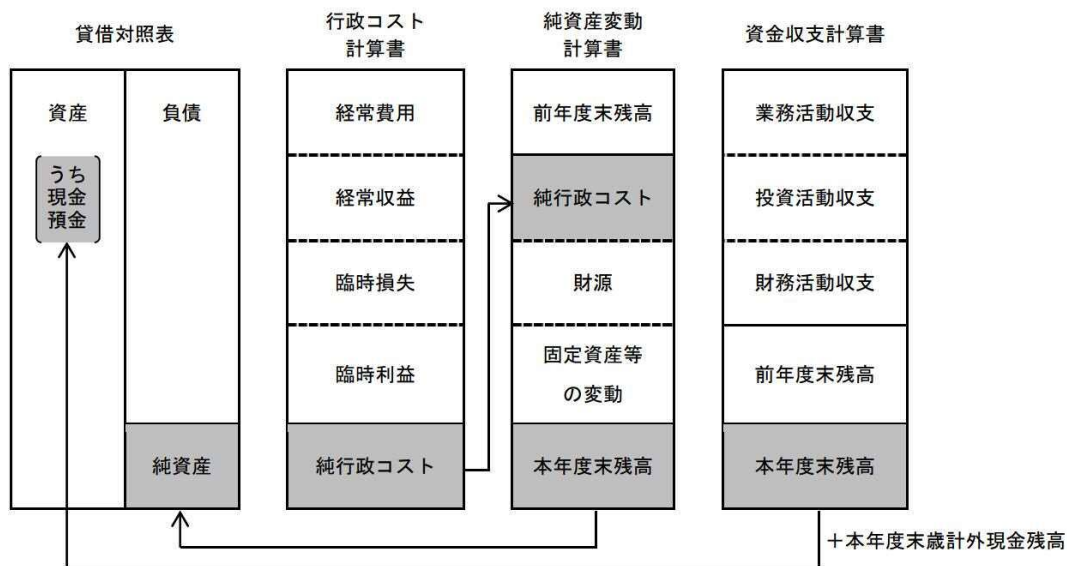 貸借対照表
資産
うち
現金
預金
負債
純資産
行政コスト
計算書
経常費用
経常収益
臨時損失
臨時利益
純行政コスト
純資産変動
計算書
前年度末残高
純行政コスト
財源
固定資産等
の変動
本年度末残高
資金収支計算書
業務活動収支
投資活動収支
財務活動収支
前年度末残高
本年度末残高
＋本年度末歳計外現金残高